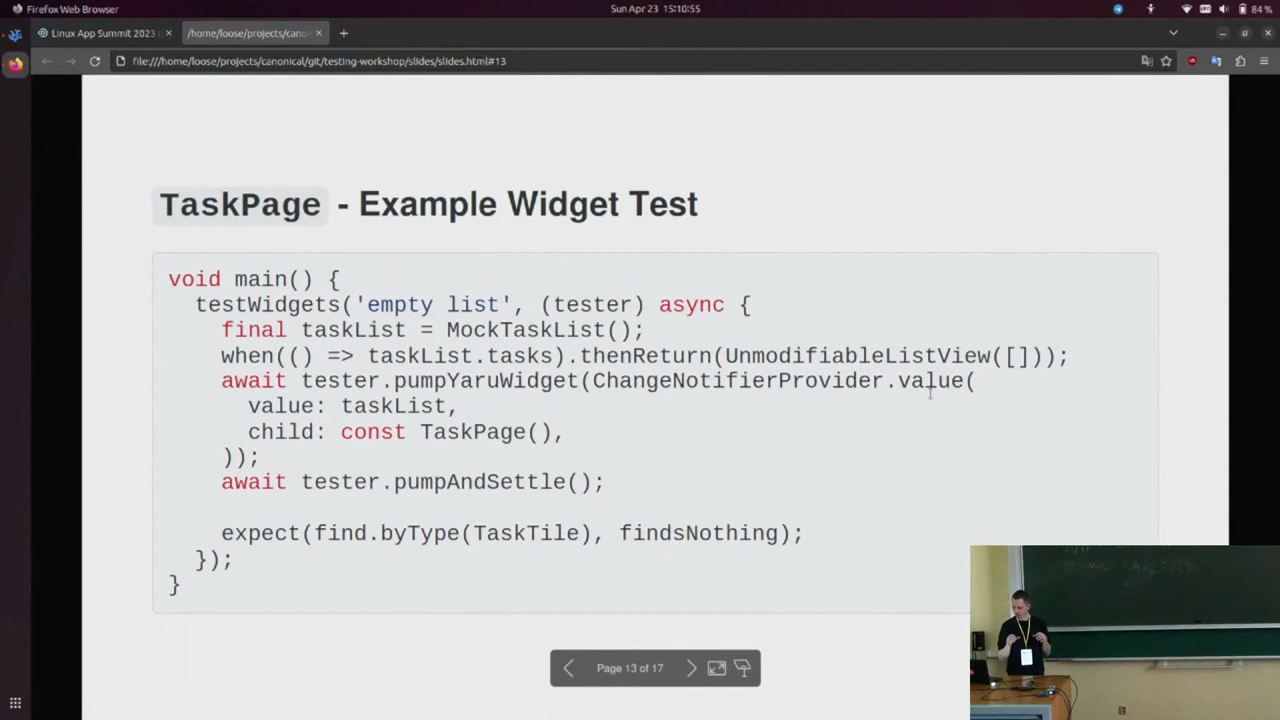 Firefox Web Browser
Sun Apr 23 15:10:55
84 %
Linux App Summit 2023
/home/loose/projects/cano
file:///home/loose/projects/canonical/git/testing-workshop/slides/slides.html#13
TaskPage - Example Widget Test
void main() {
  testWidgets('empty list', (tester) async {
    final taskList = MockTaskList();
    when(() => taskList.tasks).thenReturn(UnmodifiableListView([]));
    await tester.pumpYaruWidget(ChangeNotifierProvider.value(
      value: taskList,
      child: const TaskPage(),
    ));
    await tester.pumpAndSettle();
    expect(find.byType(TaskTile), findsNothing);
  });
}
Page 13 of 17